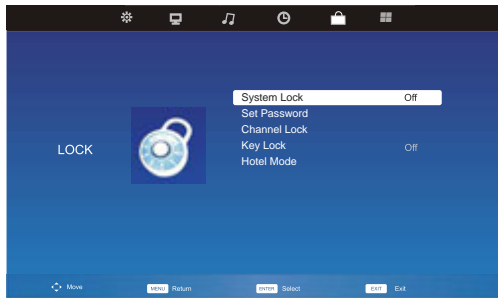 System Lock Off
Set Password
Channel Lock
LOCK
Key Lock Off
Hotel Mode
Move MENU Return ENTER Select EXIT Exit